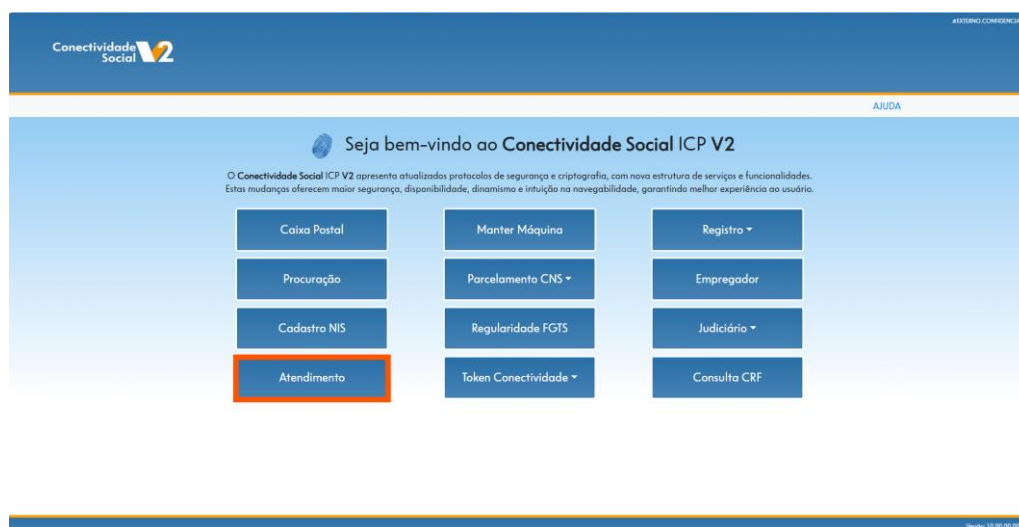 #EXTERNO.CONFIDENCIAL
Conectividade
Social V2
AJUDA
Seja bem-vindo ao Conectividade Social ICP V2
O Conectividade Social ICP V2 apresenta atualizados protocolos de segurança e criptografia, com nova estrutura de serviços e funcionalidades.
Estas mudanças oferecem maior segurança, disponibilidade, dinamismo e intuição na navegabilidade, garantindo melhor experiência ao usuário.
Caixa Postal
Manter Máquina
Registro
Procuração
Parcelamento CNS
Empregador
Cadastro NIS
Regularidade FGTS
Judiciário
Atendimento
Token Conectividade
Consulta CRF